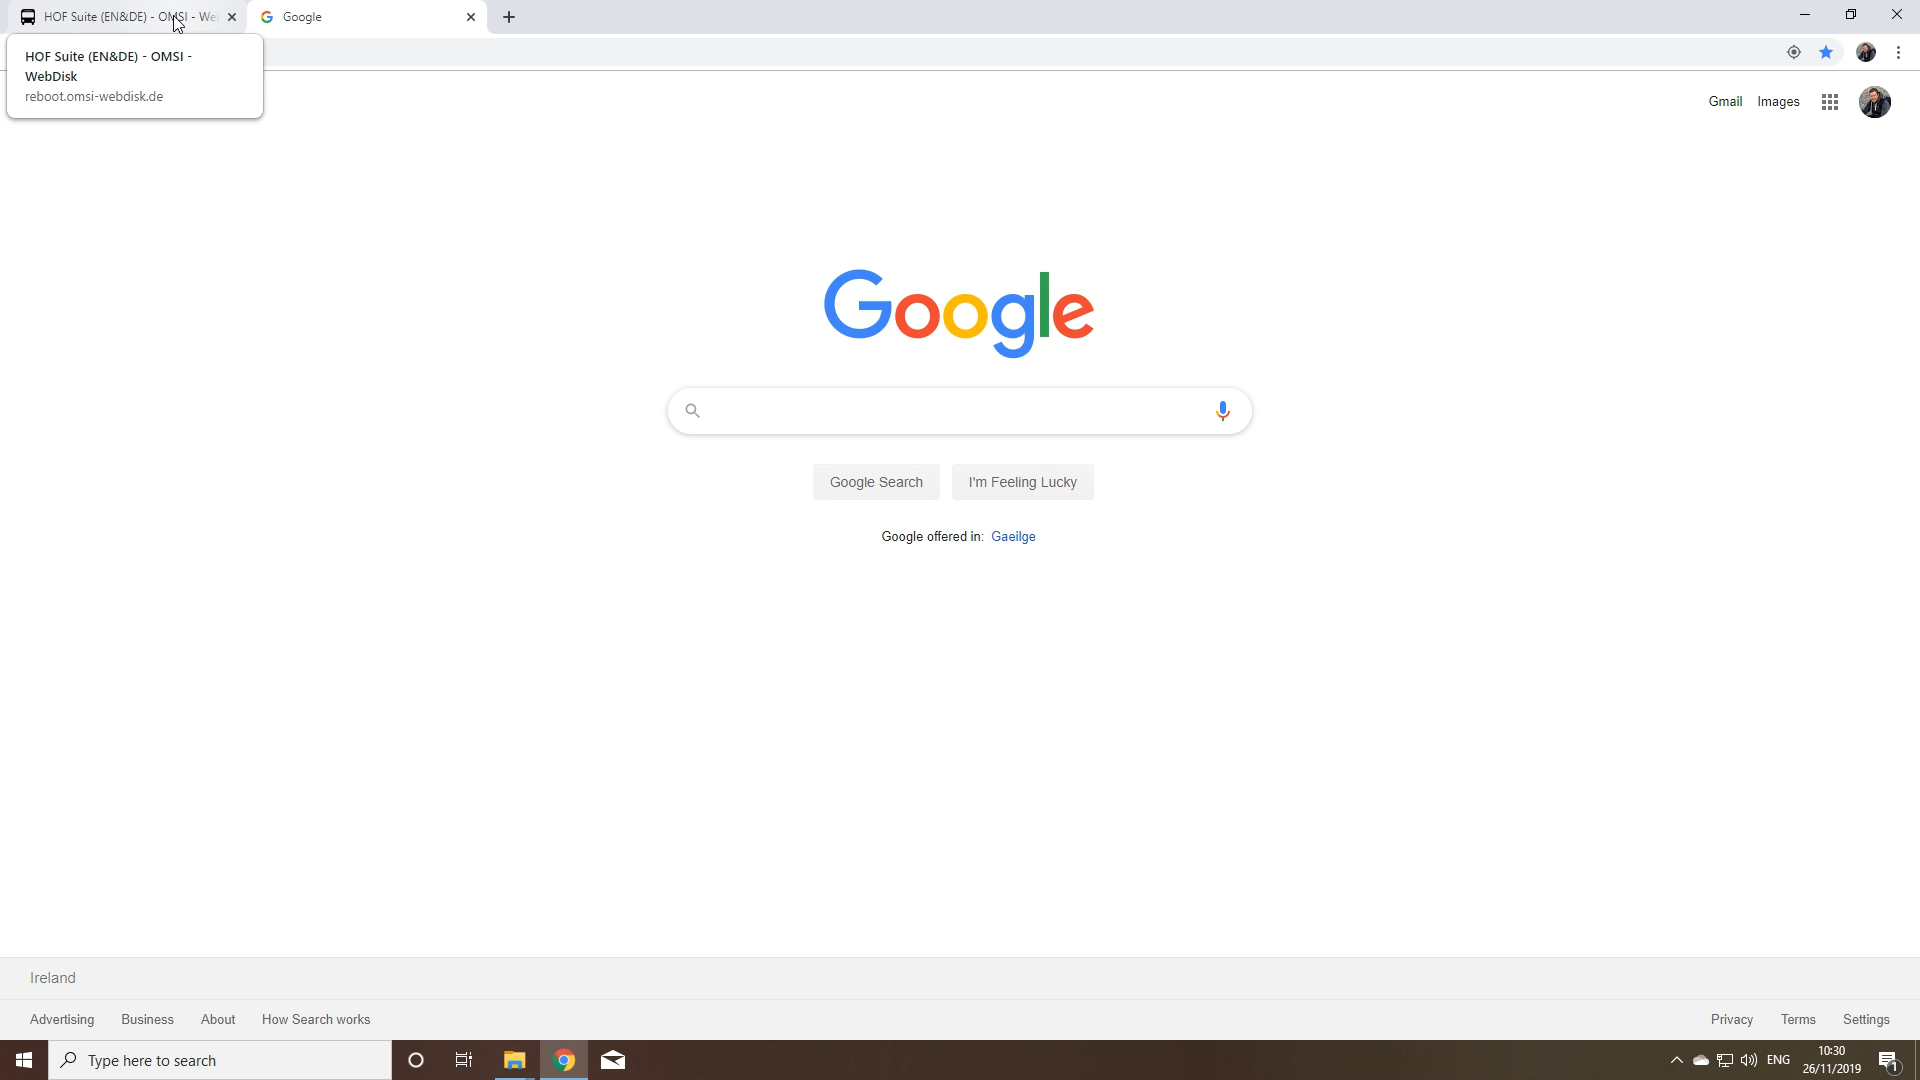 HOF Suite (EN&DE) - OMSI - We
Google
HOF Suite (EN&DE) - OMSI -
WebDisk
reboot.omsi-webdisk.de
Gmail Images
Google
Google Search I'm Feeling Lucky
Google offered in: Gaeilge
Ireland
Advertising Business About How Search works
Privacy Terms Settings
Type here to search
ENG
10:30
26/11/2019
1